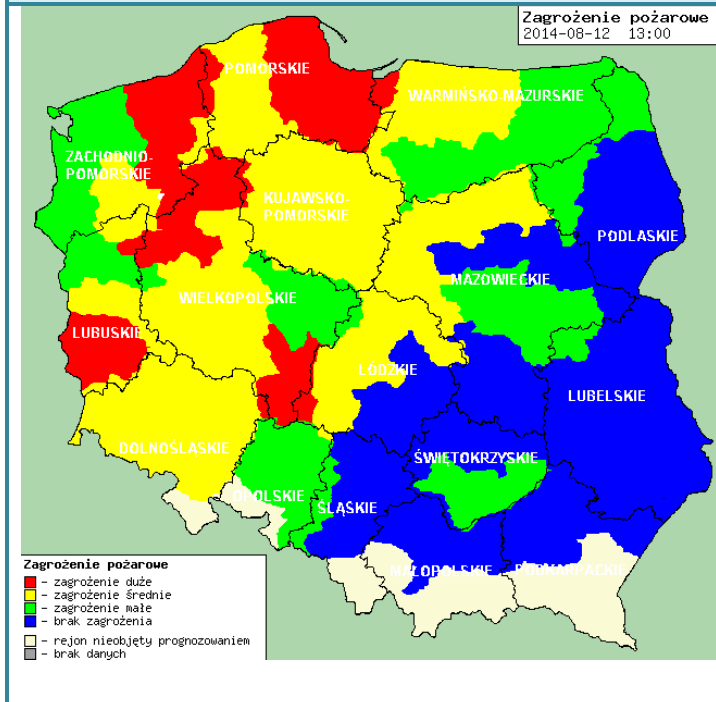 Zagrożenie pożarowe
2014-08-12 13:00
POMORSKIE
WARMIŃSKO-MAZURSKIE
ZACHODNIO-
POMORSKIE
KUJAWSKO-
POMORSKIE
PODLASKIE
MAZOWIECKIE
WIELKOPOLSKIE
LUBUSKIE
ŁÓDZKIE
LUBELSKIE
DOLNOŚLĄSKIE
ŚWIĘTOKRZYSKIE
OPOLSKIE
ŚLĄSKIE
MAŁOPOLSKIE
PODKARPACKIE
Zagrożenie pożarowe
- zagrożenie duże
- zagrożenie średnie
- zagrożenie małe
- brak zagrożenia
- rejon nieobjęty prognozowaniem
- brak danych